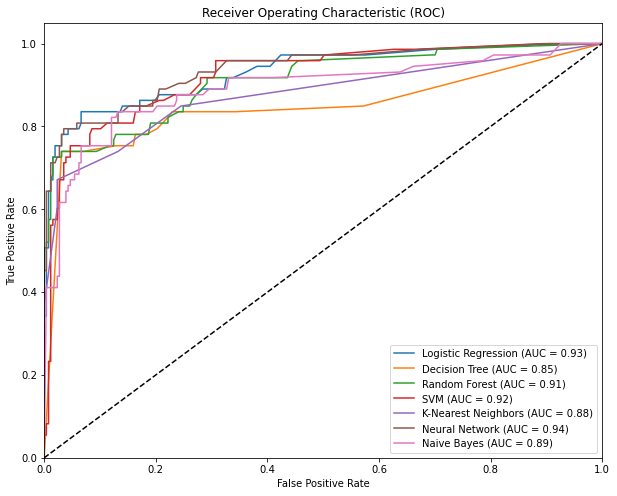 Receiver Operating Characteristic (ROC)
1.0
0.8
0.6
0.4
0.2
0.0
True Positive Rate
Logistic Regression (AUC = 0.93)
Decision Tree (AUC = 0.85)
Random Forest (AUC = 0.91)
SVM (AUC = 0.92)
K-Nearest Neighbors (AUC = 0.88)
Neural Network (AUC = 0.94)
Naive Bayes (AUC = 0.89)
0.0 0.2 0.4 0.6 0.8 1.0
False Positive Rate